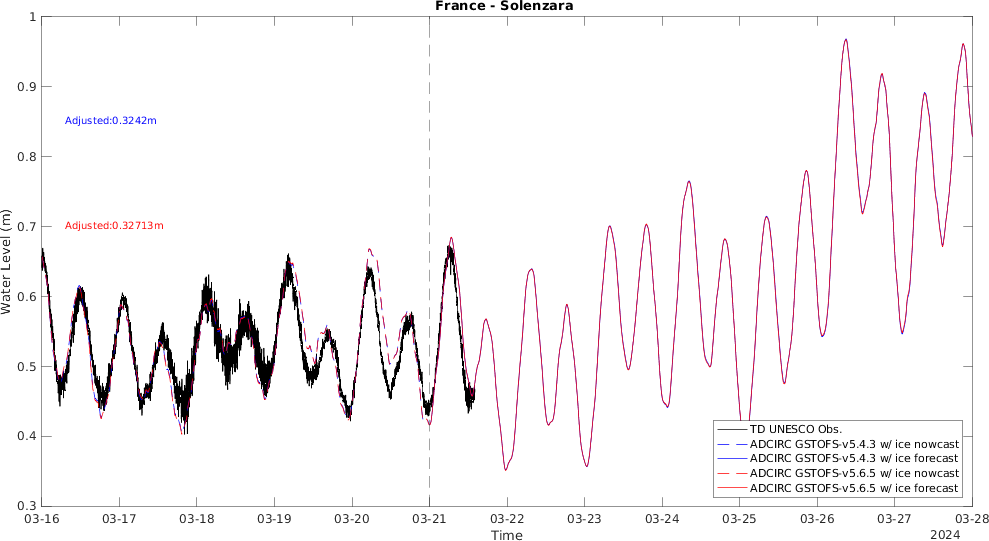 France - Solenzara
1
0.9
0.8
0.7
0.6
0.5
0.4
0.3
Water Level (m)
Adjusted:0.3242m
Adjusted:0.32713m
TD UNESCO Obs.
ADCIRC GSTOFS-v5.4.3 w/ ice nowcast
ADCIRC GSTOFS-v5.4.3 w/ ice forecast
ADCIRC GSTOFS-v5.6.5 w/ ice nowcast
ADCIRC GSTOFS-v5.6.5 w/ ice forecast
03-16 03-17 03-18 03-19 03-20 03-21 03-22 03-23 03-24 03-25 03-26 03-27 03-28
Time
2024